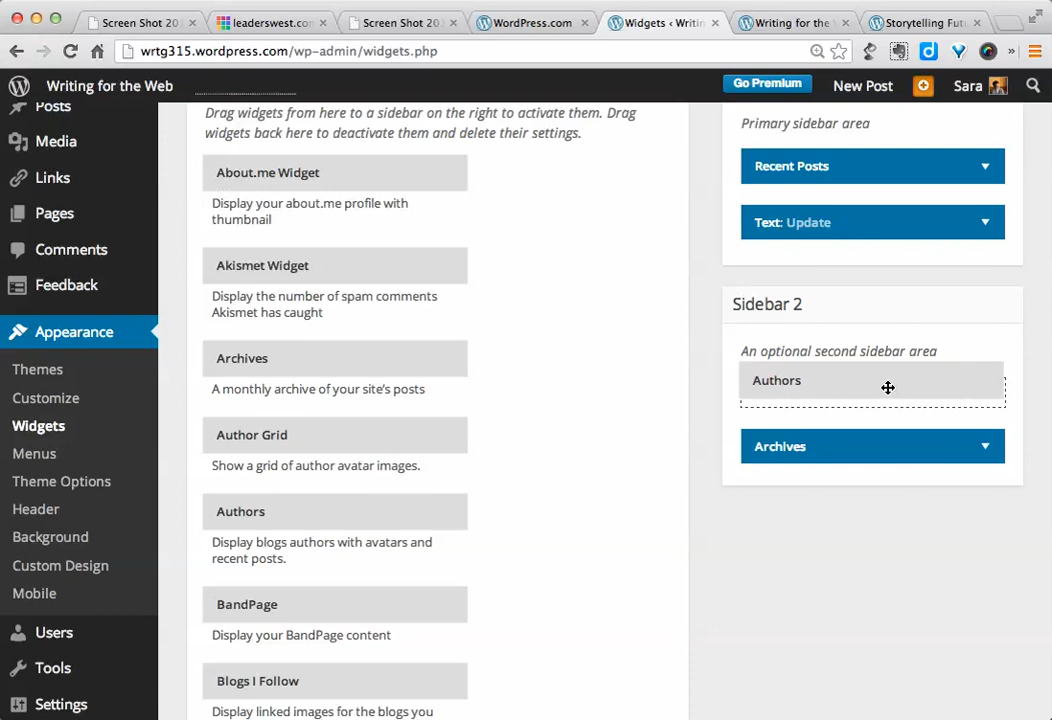 Screen Shot 201
leaderswest.com
Screen Shot 202
WordPress.com
Widgets ‹ Writin
Writing for the W
Storytelling Futu
wrtg315.wordpress.com/wp-admin/widgets.php
Writing for the Web
Go Premium
New Post
Sara
Posts
Media
Links
Pages
Comments
Feedback
Appearance
Themes
Customize
Widgets
Menus
Theme Options
Header
Background
Custom Design
Mobile
Users
Tools
Settings
Drag widgets from here to a sidebar on the right to activate them. Drag
widgets back here to deactivate them and delete their settings.
About.me Widget
Display your about.me profile with
thumbnail
Akismet Widget
Display the number of spam comments
Akismet has caught
Archives
A monthly archive of your site's posts
Author Grid
Show a grid of author avatar images.
Authors
Display blogs authors with avatars and
recent posts.
BandPage
Display your BandPage content
Blogs I Follow
Display linked images for the blogs you
Primary sidebar area
Recent Posts
Text: Update
Sidebar 2
An optional second sidebar area
Authors
Archives